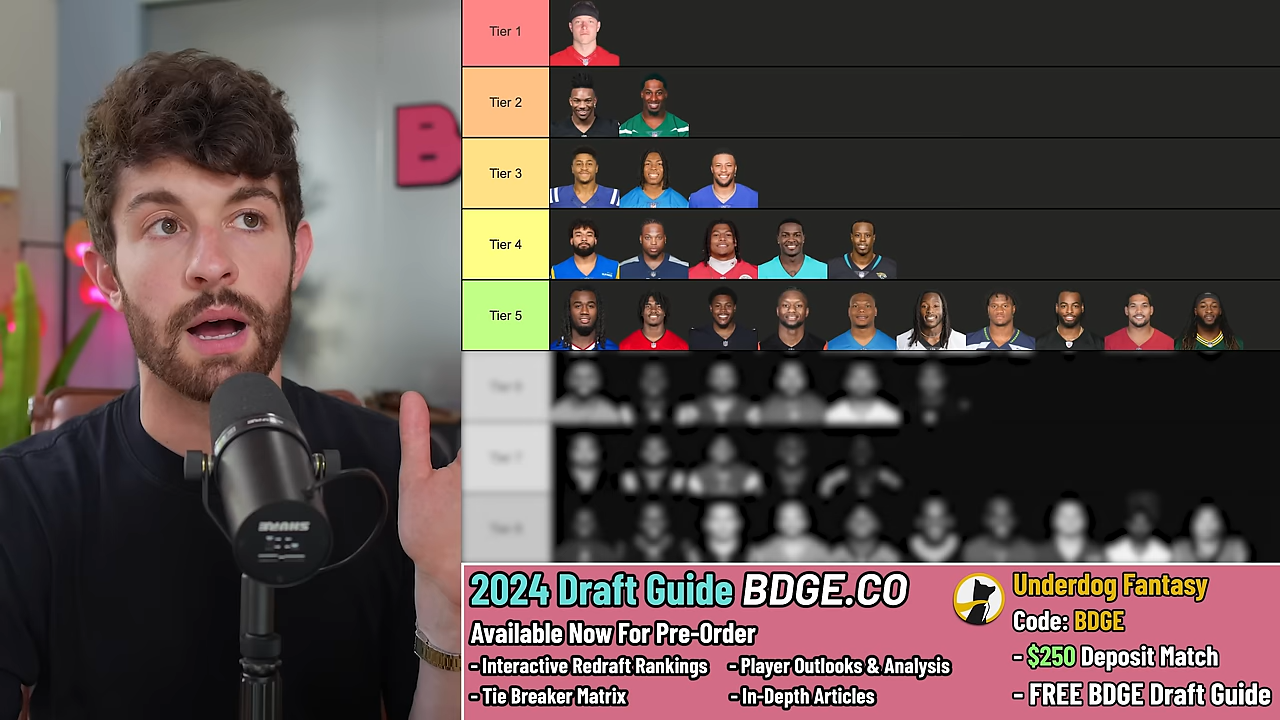 Tier 1
Tier 2
Tier 3
Tier 4
Tier 5
B
SHURE
2024 Draft Guide BDGE.CO
Available Now For Pre-Order
- Interactive Redraft Rankings
- Player Outlooks & Analysis
- Tie Breaker Matrix
- In-Depth Articles
Underdog Fantasy
Code: BDGE
- $250 Deposit Match
- FREE BDGE Draft Guide